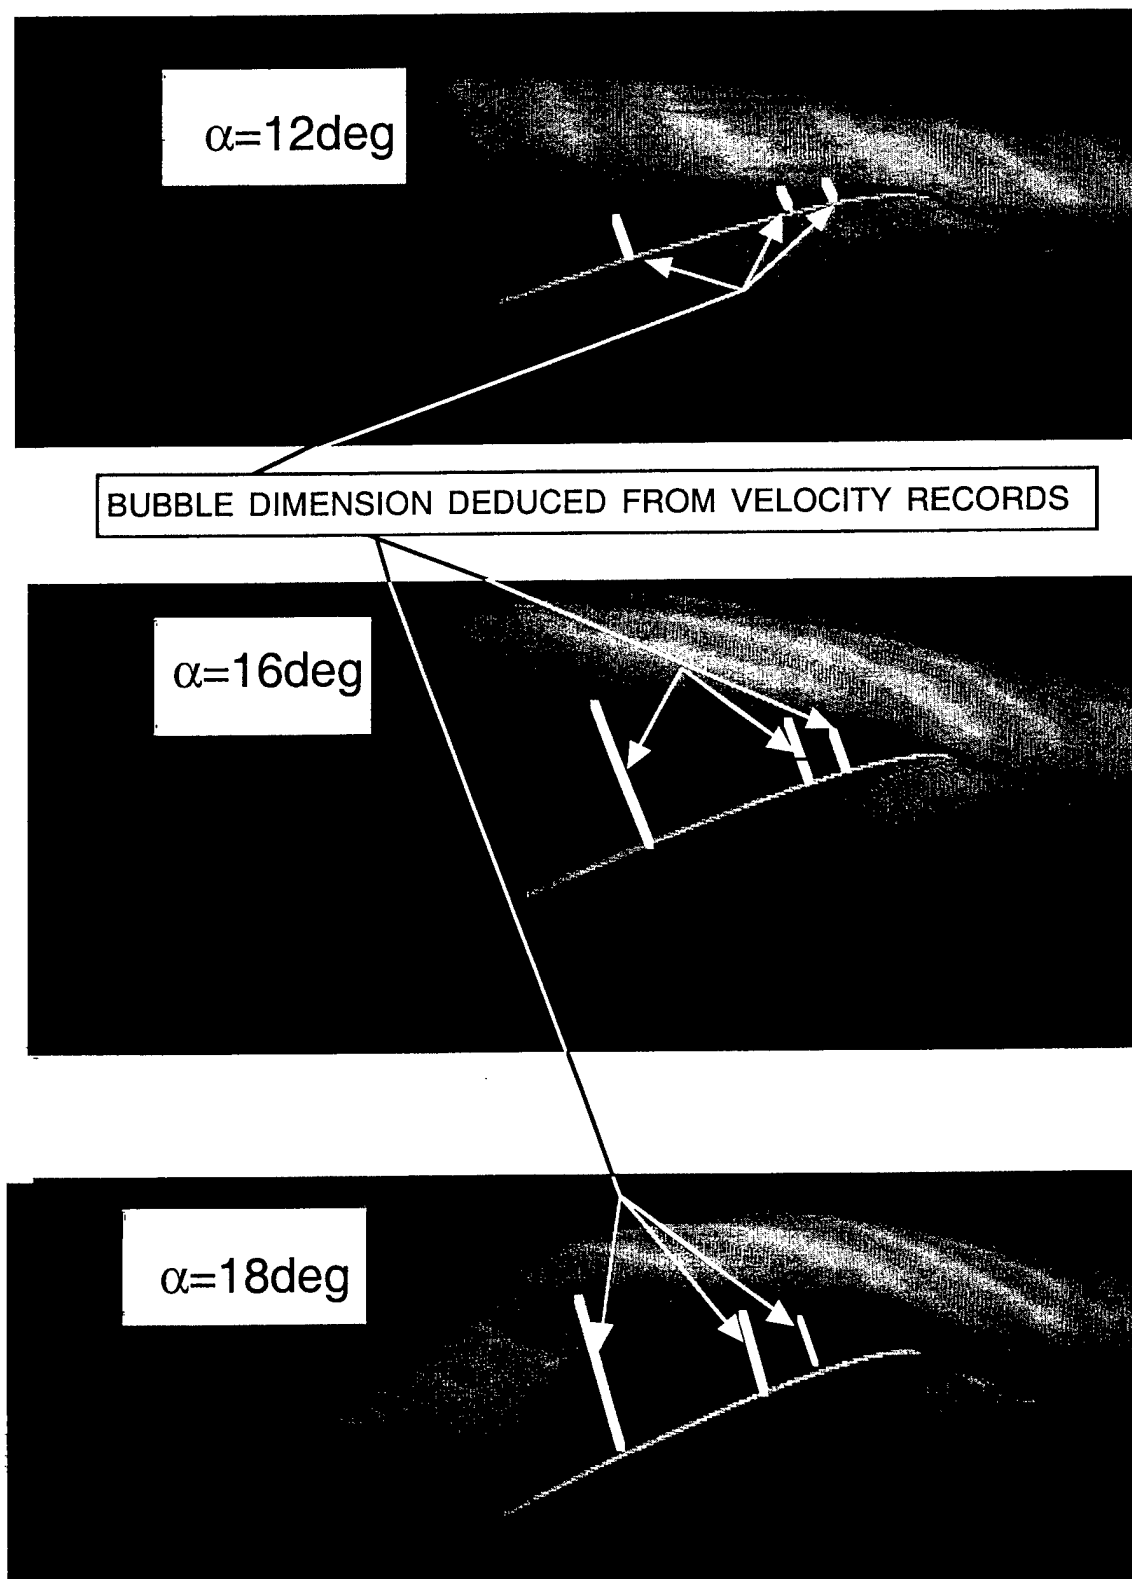 α=12deg
BUBBLE DIMENSION DEDUCED FROM VELOCITY RECORDS
α=16deg
α=18deg